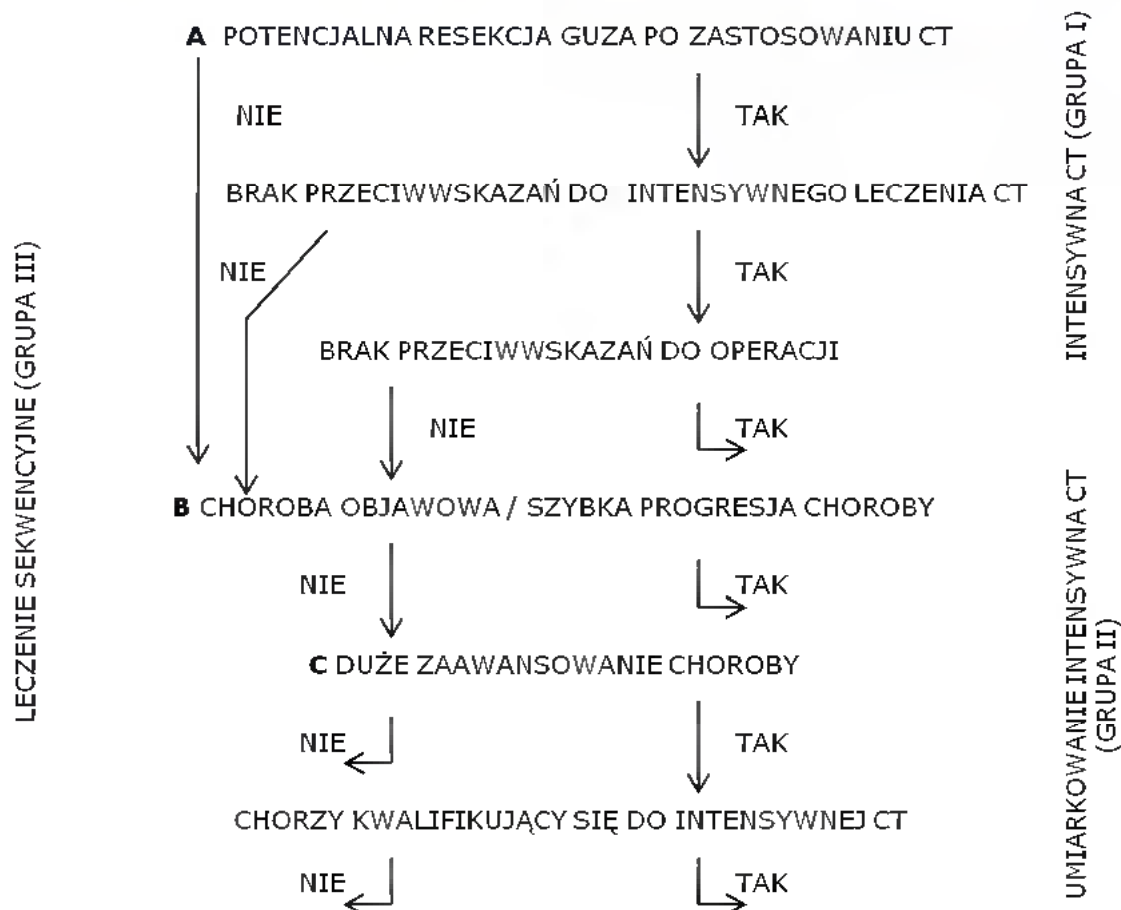 A POTENCJALNA RESEKCJA GUZA PO ZASTOSOWANIU CT
NIE
TAK
BRAK PRZECIWWSKAZAŃ DO INTENSYWNEGO LECZENIA CT
NIE
TAK
BRAK PRZECIWWSKAZAŃ DO OPERACJI
NIE
TAK
B CHOROBA OBJAWOWA / SZYBKA PROGRESJA CHOROBY
NIE
TAK
C DUŻE ZAAWANSOWANIE CHOROBY
NIE
TAK
CHORZY KWALIFIKUJĄCY SIĘ DO INTENSYWNEJ CT
NIE
TAK
LECZENIE SEKWENCYJNE (GRUPA III)
INTENSYWNA CT (GRUPA I)
UMIARKOWANIE INTENSYWNA CT
(GRUPA II)